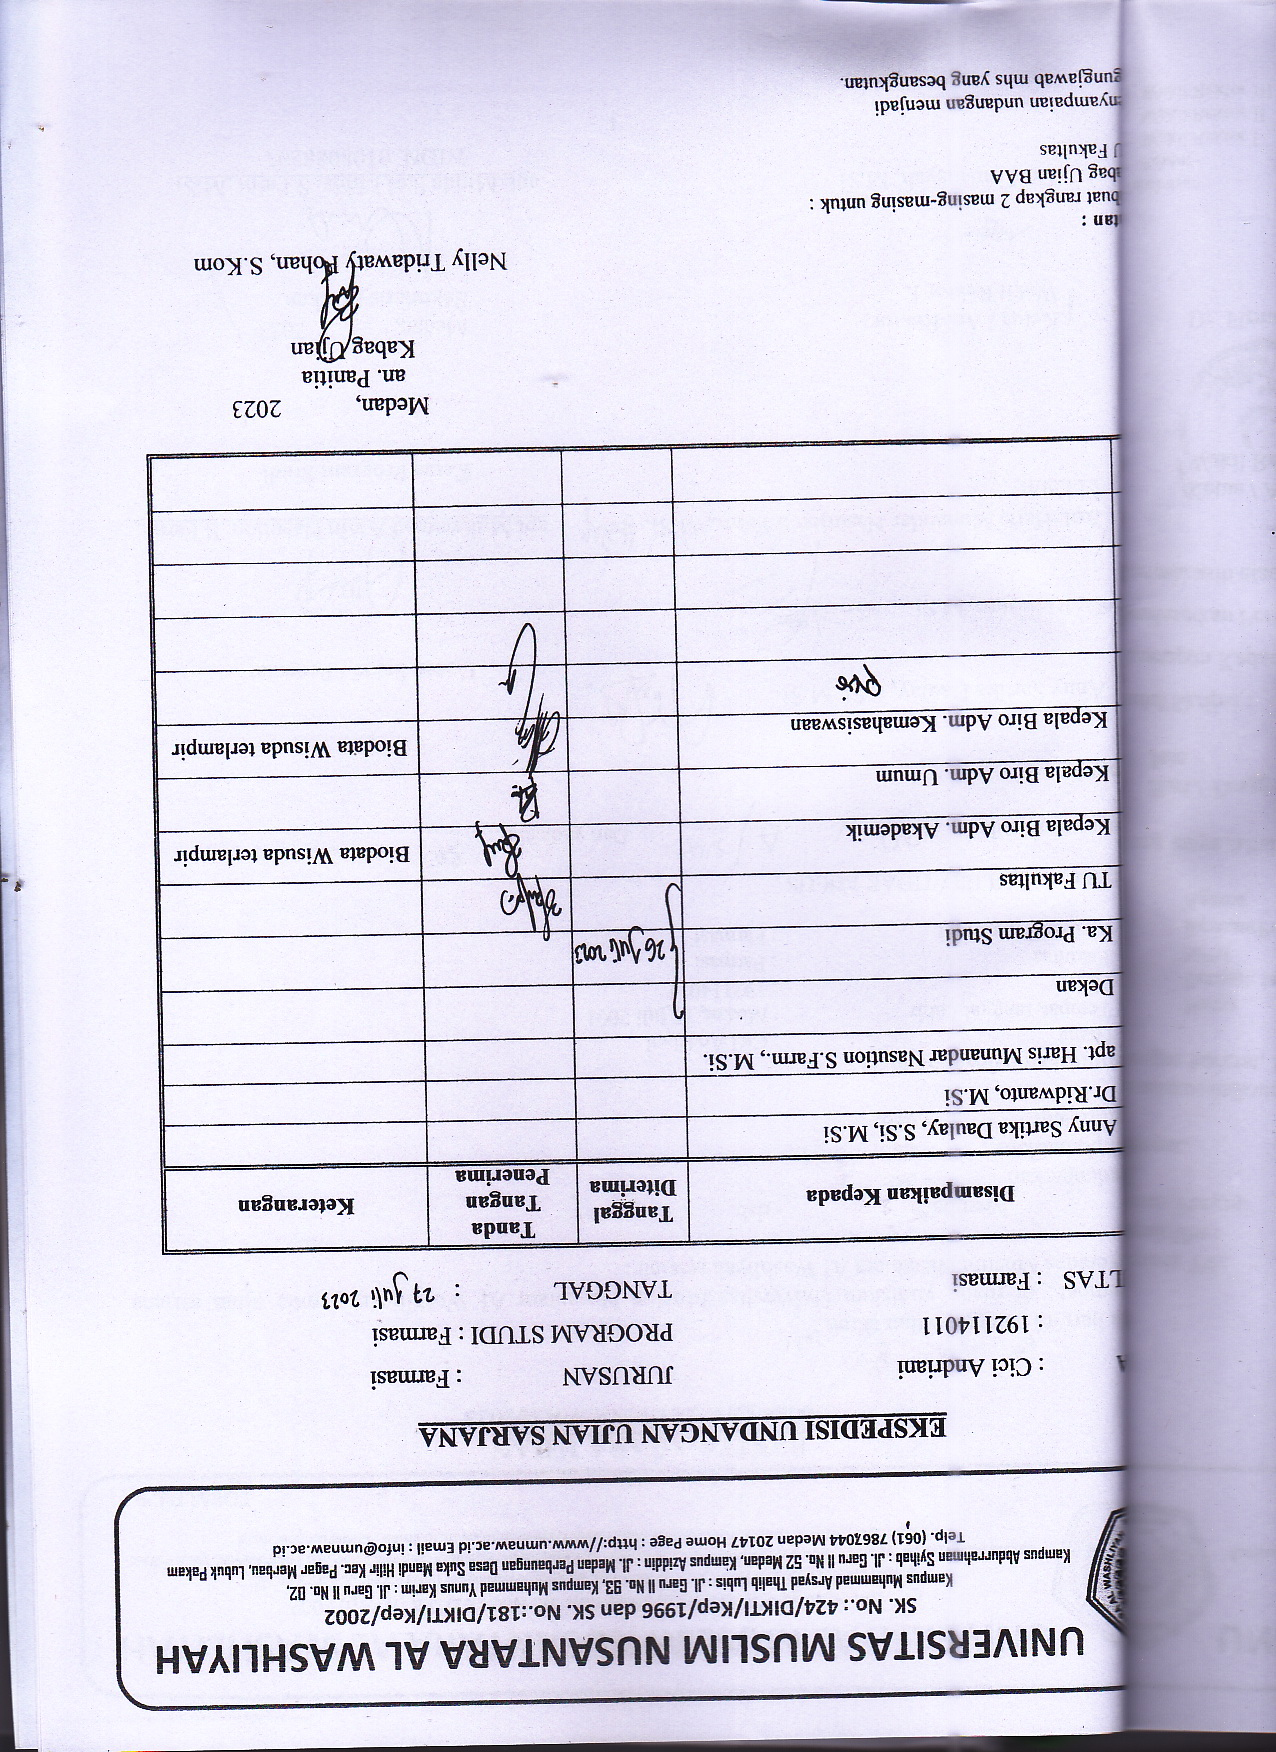 UNIVERSITAS MUSLIM NUSANTARA AL WASHLIYAH
SK. No.: 424/DIKTI/Kep/1996 dan SK. No.:181/DIKTI/Kep/2002
Kampus Muhammad Arsyad Thalib Lubis : Jl. Garu II No. 93, Kampus Muhammad Yunus Karim : Jl. Garu II No. 02,
Kampus Abdurrahman Syihab : Jl. Garu II No. 52 Medan, Kampus Aziddin : Jl. Medan Perbaungan Desa Suka Mandi Hilir Kec. Pagar Merbau, Lubuk Pakam
Telp. (061) 7867044 Medan 20147 Home Page : http://www.umnaw.ac.id Email : info@umnaw.ac.id
EKSPEDISI UNDANGAN UJIAN SARJANA
A : Cici Andriani JURUSAN : Farmasi
: 192114011 PROGRAM STUDI : Farmasi
LTAS : Farmasi TANGGAL : 27 Juli 2023
Disampaikan Kepada Tanggal Diterima Tanda Tangan Penerima Keterangan
Anny Sartika Daulay, S.Si, M.Si
Dr.Ridwanto, M.Si
apt. Haris Munandar Nasution S.Farm., M.Si.
Dekan
Ka. Program Studi 26 Juli 2023
TU Fakultas
Kepala Biro Adm. Akademik Biodata Wisuda terlampir
Kepala Biro Adm. Umum
Kepala Biro Adm. Kemahasiswaan Biodata Wisuda terlampir
Medan, 2023
an. Panitia
Kabag Ujian
Nelly Tridawaty Pohan, S.Kom
tan :
buat rangkap 2 masing-masing untuk :
abag Ujian BAA
U Fakultas
nyampaian undangan menjadi
gungjawab mhs yang besangkutan.